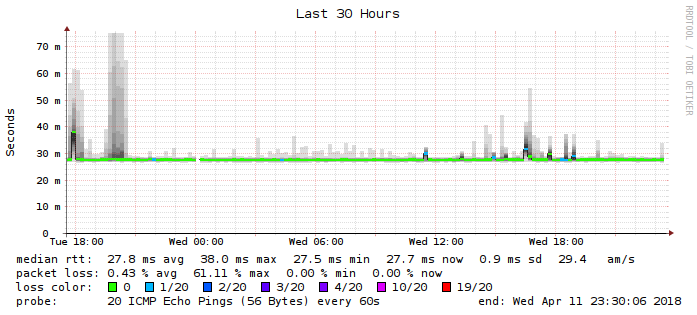 Last 30 Hours
RRDTOOL / TOBI OETIKER
Seconds
70 m
60 m
50 m
40 m
30 m
20 m
10 m
0
Tue 18:00 Wed 00:00 Wed 06:00 Wed 12:00 Wed 18:00
median rtt: 27.8 ms avg 38.0 ms max 27.5 ms min 27.7 ms now 0.9 ms sd 29.4 am/s
packet loss: 0.43 % avg 61.11 % max 0.00 % min 0.00 % now
loss color: 0 1/20 2/20 3/20 4/20 10/20 19/20
probe: 20 ICMP Echo Pings (56 Bytes) every 60s end: Wed Apr 11 23:30:06 2018